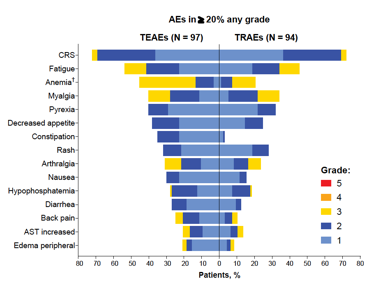 AEs in ≥ 20% any grade
TEAEs (N = 97) TRAEs (N = 94)
CRS
Fatigue
Anemia†
Myalgia
Pyrexia
Decreased appetite
Constipation
Rash
Arthralgia
Nausea
Hypophosphatemia
Diarrhea
Back pain
AST increased
Edema peripheral
Grade:
5
4
3
2
1
80 70 60 50 40 30 20 10 0 10 20 30 40 50 60 70 80
Patients, %